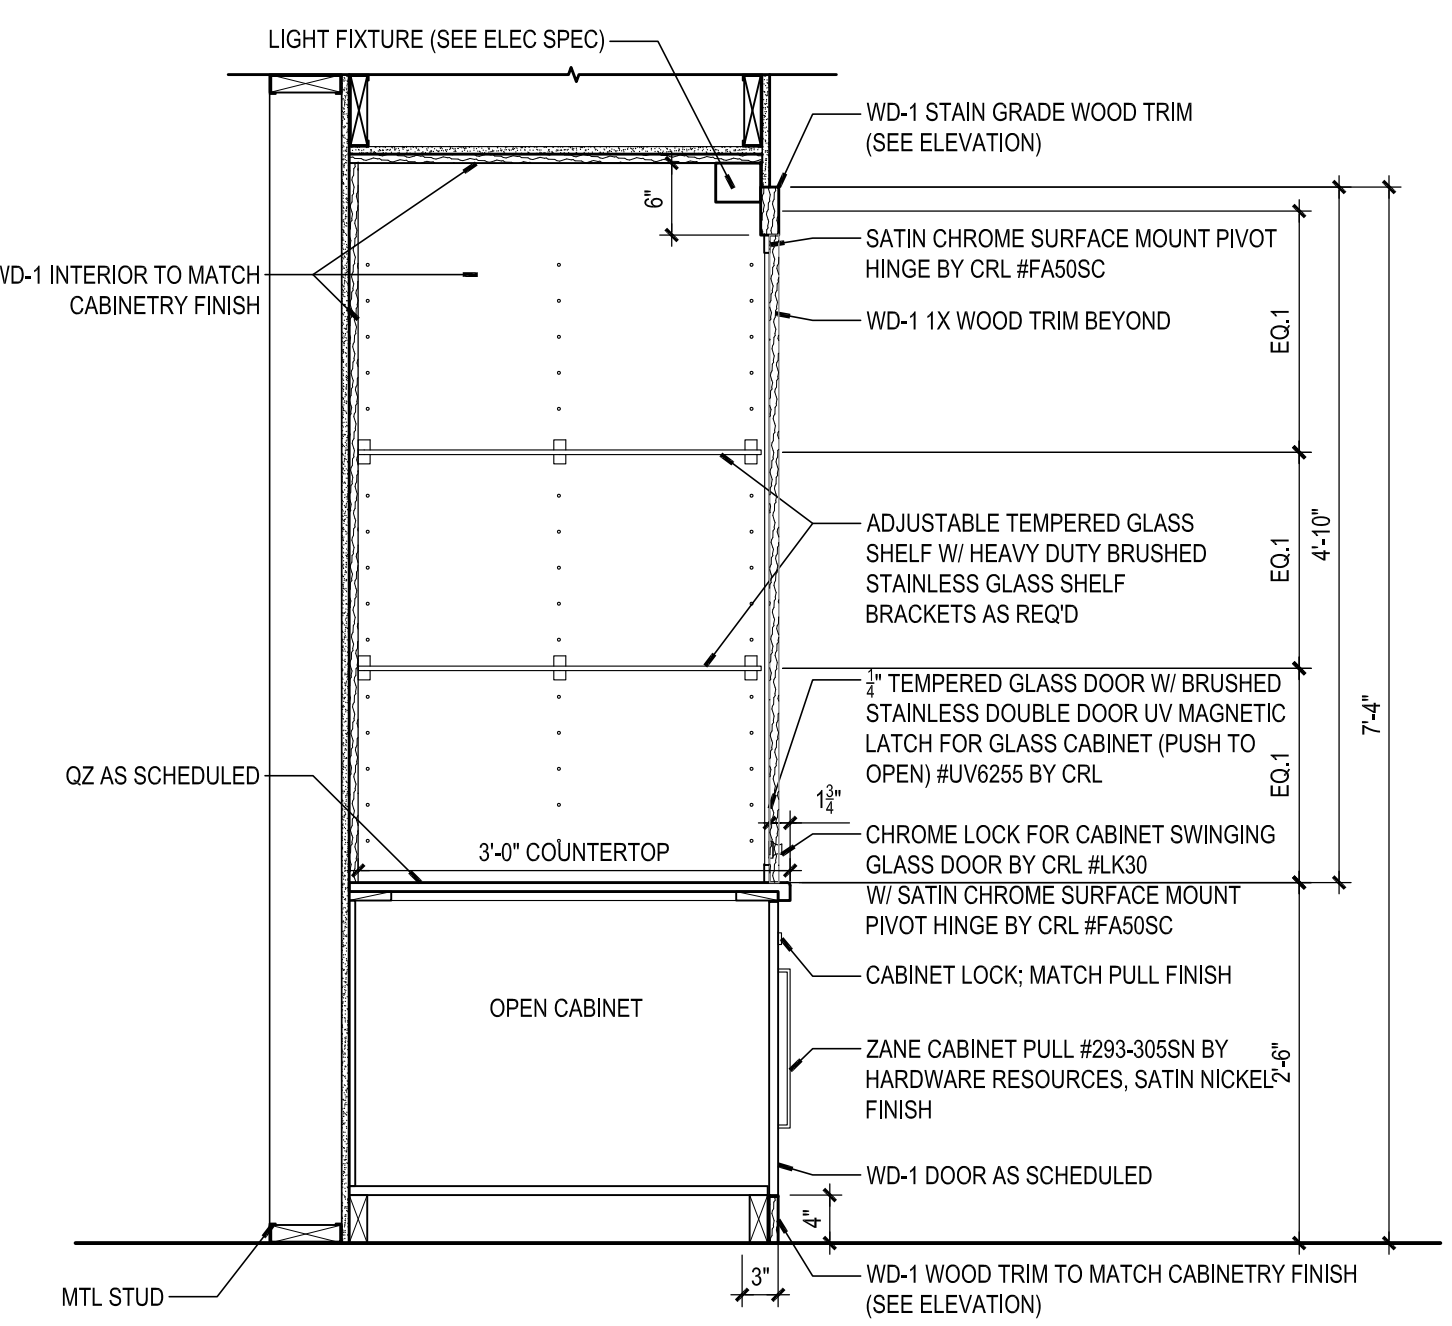 LIGHT FIXTURE (SEE ELEC SPEC)
WD-1 STAIN GRADE WOOD TRIM
(SEE ELEVATION)
6"
SATIN CHROME SURFACE MOUNT PIVOT
HINGE BY CRL #FA50SC
WD-1 INTERIOR TO MATCH
CABINETRY FINISH
WD-1 1X WOOD TRIM BEYOND
EQ.1
ADJUSTABLE TEMPERED GLASS
SHELF W/ HEAVY DUTY BRUSHED
STAINLESS GLASS SHELF
BRACKETS AS REQ'D
EQ.1
4'-10"
1/4" TEMPERED GLASS DOOR W/ BRUSHED
STAINLESS DOUBLE DOOR UV MAGNETIC
LATCH FOR GLASS CABINET (PUSH TO
OPEN) #UV6255 BY CRL
7'-4"
EQ.1
QZ AS SCHEDULED
1 3/4"
CHROME LOCK FOR CABINET SWINGING
GLASS DOOR BY CRL #LK30
W/ SATIN CHROME SURFACE MOUNT
PIVOT HINGE BY CRL #FA50SC
3'-0" COUNTERTOP
CABINET LOCK; MATCH PULL FINISH
OPEN CABINET
ZANE CABINET PULL #293-305SN BY
HARDWARE RESOURCES, SATIN NICKEL
FINISH
2'-6"
WD-1 DOOR AS SCHEDULED
4"
3"
WD-1 WOOD TRIM TO MATCH CABINETRY FINISH
(SEE ELEVATION)
MTL STUD